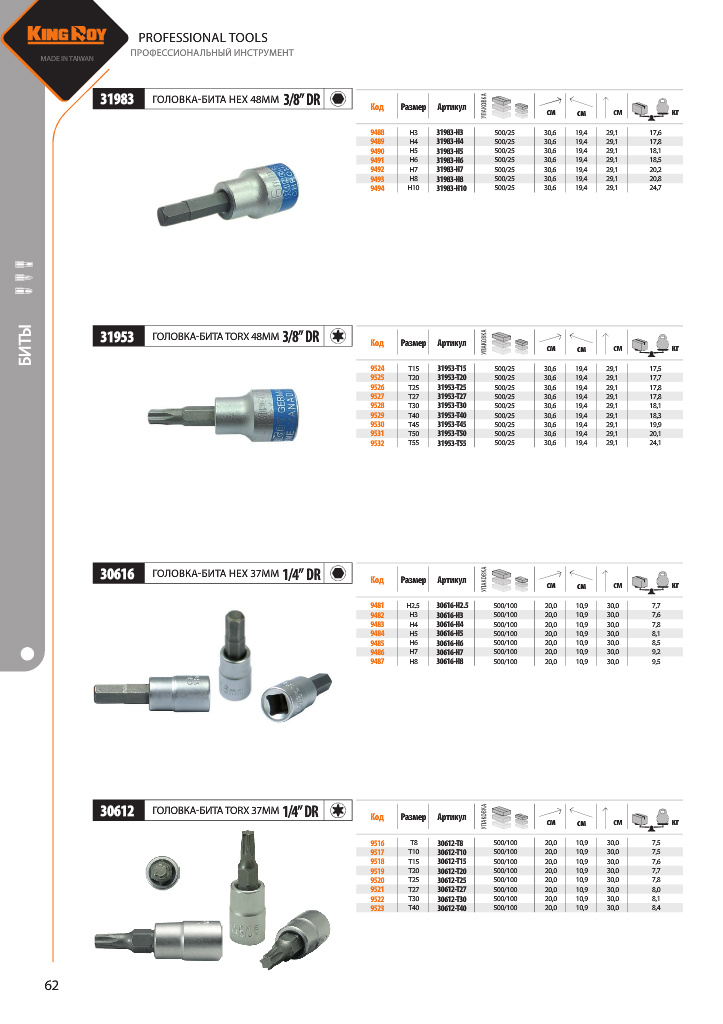 KING ROY
MADE IN TAIWAN
PROFESSIONAL TOOLS
ПРОФЕССИОНАЛЬНЫЙ ИНСТРУМЕНТ
БИТЫ
31983 ГОЛОВКА-БИТА HEX 48ММ 3/8” DR
Код Размер Артикул УПАКОВКА СМ СМ СМ КГ
9488 H3 31983-H3 500/25 30,6 19,4 29,1 17,6
9489 H4 31983-H4 500/25 30,6 19,4 29,1 17,8
9490 H5 31983-H5 500/25 30,6 19,4 29,1 18,1
9491 H6 31983-H6 500/25 30,6 19,4 29,1 18,5
9492 H7 31983-H7 500/25 30,6 19,4 29,1 20,2
9493 H8 31983-H8 500/25 30,6 19,4 29,1 20,8
9494 H10 31983-H10 500/25 30,6 19,4 29,1 24,7
31953 ГОЛОВКА-БИТА TORX 48ММ 3/8” DR
Код Размер Артикул УПАКОВКА СМ СМ СМ КГ
9524 T15 31953-T15 500/25 30,6 19,4 29,1 17,5
9525 T20 31953-T20 500/25 30,6 19,4 29,1 17,7
9526 T25 31953-T25 500/25 30,6 19,4 29,1 17,8
9527 T27 31953-T27 500/25 30,6 19,4 29,1 17,8
9528 T30 31953-T30 500/25 30,6 19,4 29,1 18,1
9529 T40 31953-T40 500/25 30,6 19,4 29,1 18,3
9530 T45 31953-T45 500/25 30,6 19,4 29,1 19,9
9531 T50 31953-T50 500/25 30,6 19,4 29,1 20,1
9532 T55 31953-T55 500/25 30,6 19,4 29,1 24,1
30616 ГОЛОВКА-БИТА HEX 37ММ 1/4” DR
Код Размер Артикул УПАКОВКА СМ СМ СМ КГ
9481 H2.5 30616-H2.5 500/100 20,0 10,9 30,0 7,7
9482 H3 30616-H3 500/100 20,0 10,9 30,0 7,6
9483 H4 30616-H4 500/100 20,0 10,9 30,0 7,8
9484 H5 30616-H5 500/100 20,0 10,9 30,0 8,1
9485 H6 30616-H6 500/100 20,0 10,9 30,0 8,5
9486 H7 30616-H7 500/100 20,0 10,9 30,0 9,2
9487 H8 30616-H8 500/100 20,0 10,9 30,0 9,5
30612 ГОЛОВКА-БИТА TORX 37ММ 1/4” DR
Код Размер Артикул УПАКОВКА СМ СМ СМ КГ
9516 T8 30612-T8 500/100 20,0 10,9 30,0 7,5
9517 T10 30612-T10 500/100 20,0 10,9 30,0 7,5
9518 T15 30612-T15 500/100 20,0 10,9 30,0 7,6
9519 T20 30612-T20 500/100 20,0 10,9 30,0 7,7
9520 T25 30612-T25 500/100 20,0 10,9 30,0 7,8
9521 T27 30612-T27 500/100 20,0 10,9 30,0 8,0
9522 T30 30612-T30 500/100 20,0 10,9 30,0 8,1
9523 T40 30612-T40 500/100 20,0 10,9 30,0 8,4
62